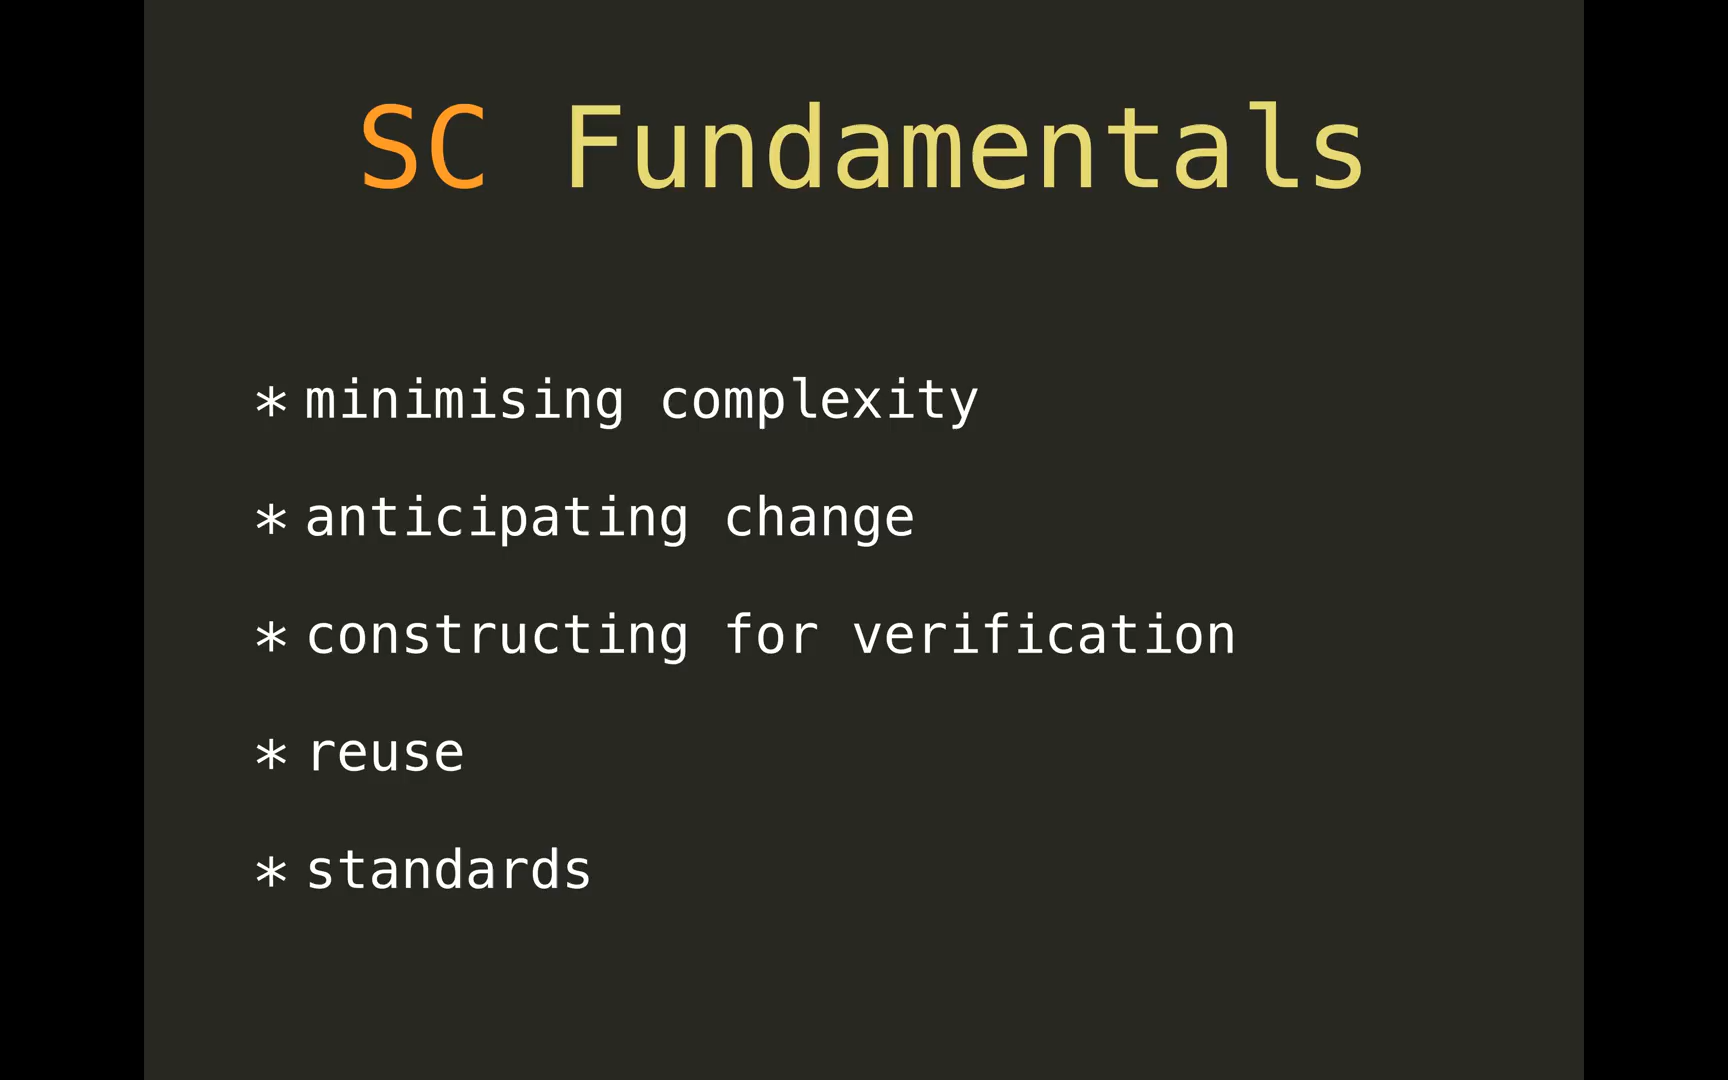 SC Fundamentals
* minimising complexity
* anticipating change
* constructing for verification
* reuse
* standards